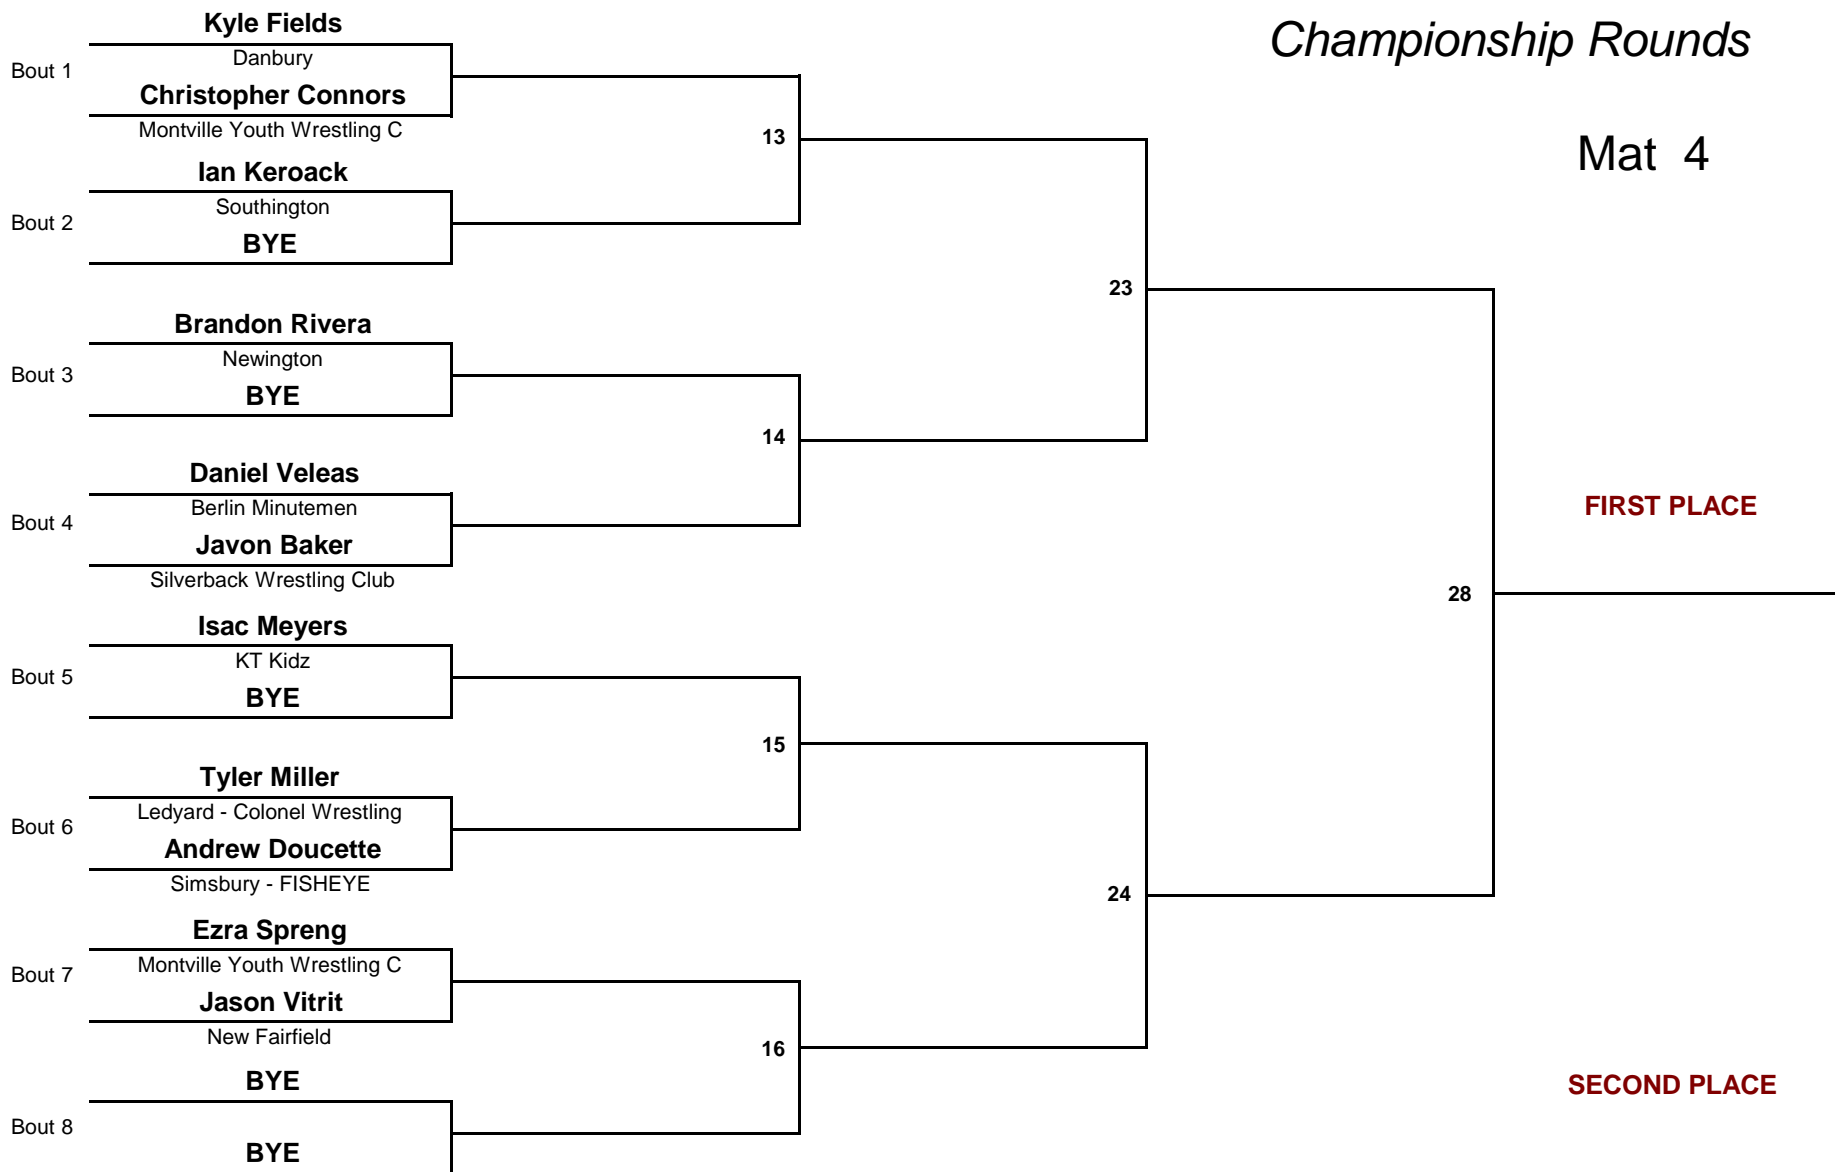 Championship Rounds
Mat 4
Kyle Fields
Bout 1
Danbury
Christopher Connors
Montville Youth Wrestling C
13
Ian Keroack
Bout 2
Southington
BYE
23
Brandon Rivera
Bout 3
Newington
BYE
14
Daniel Veleas
Bout 4
Berlin Minutemen
Javon Baker
Silverback Wrestling Club
FIRST PLACE
28
Isac Meyers
Bout 5
KT Kidz
BYE
15
Tyler Miller
Bout 6
Ledyard - Colonel Wrestling
Andrew Doucette
Simsbury - FISHEYE
24
Ezra Spreng
Bout 7
Montville Youth Wrestling C
Jason Vitrit
New Fairfield
16
BYE
Bout 8
BYE
SECOND PLACE